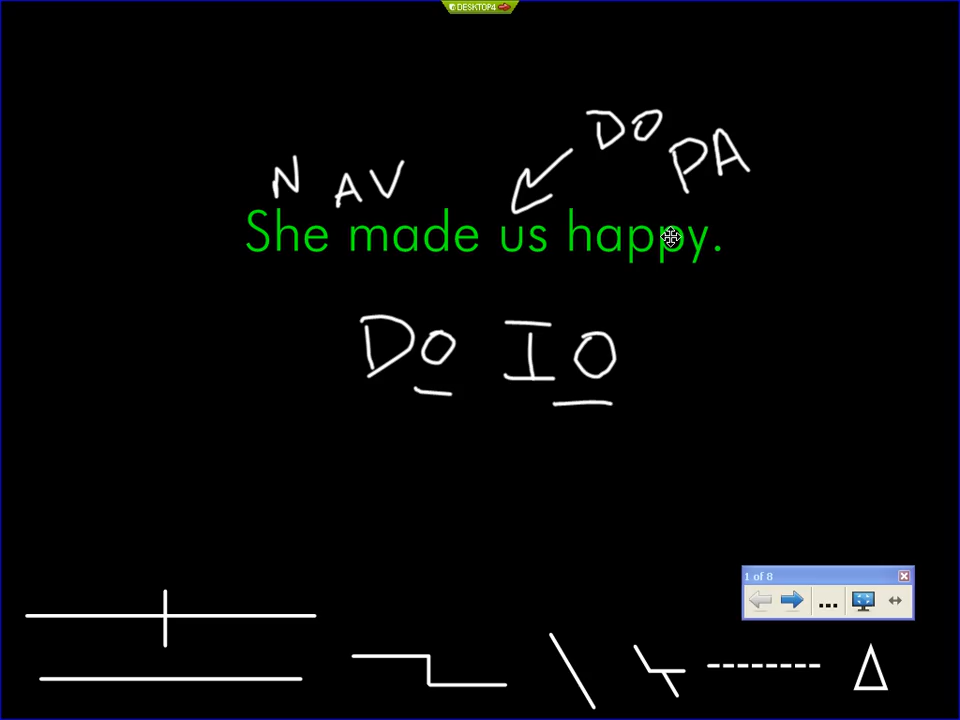 DESKTOP4
DO
N AV PA
She made us happy.
DO IO
1 of 8
...